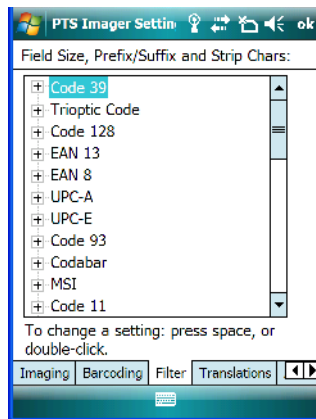 PTS Imager Settin
ok
Field Size, Prefix/Suffix and Strip Chars:
Code 39
Trioptic Code
Code 128
EAN 13
EAN 8
UPC-A
UPC-E
Code 93
Codabar
MSI
Code 11
To change a setting: press space, or
double-click.
Imaging Barcoding Filter Translations